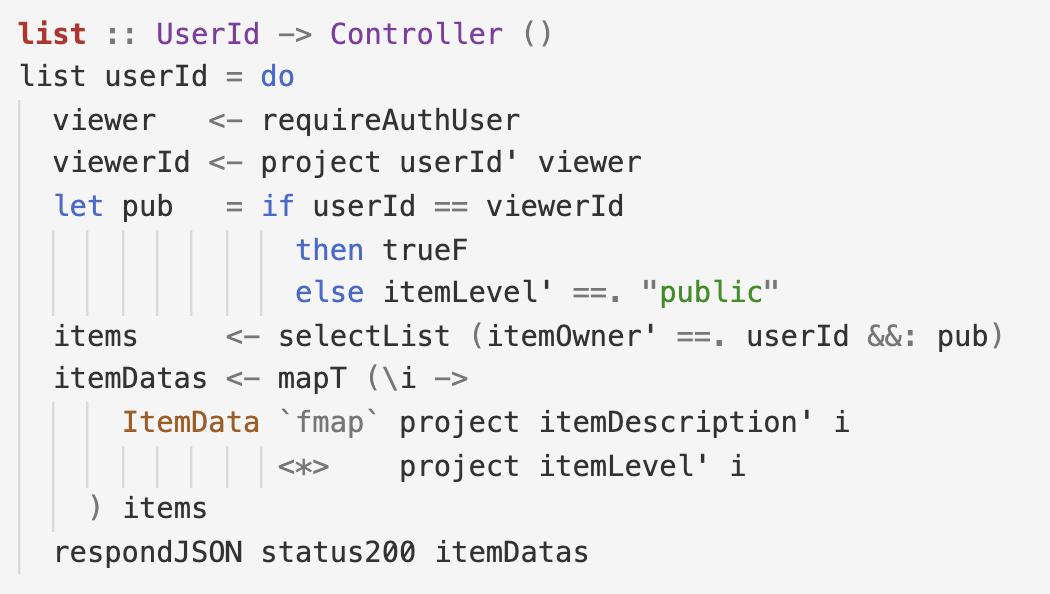 list :: UserId -> Controller ()
list userId = do
  viewer   <- requireAuthUser
  viewerId <- project userId' viewer
  let pub   = if userId == viewerId
              then trueF
              else itemLevel' ==. "public"
  items     <- selectList (itemOwner' ==. userId &&: pub)
  itemDatas <- mapT (\i ->
      ItemData `fmap` project itemDescription' i
               <*>    project itemLevel' i
    ) items
  respondJSON status200 itemDatas